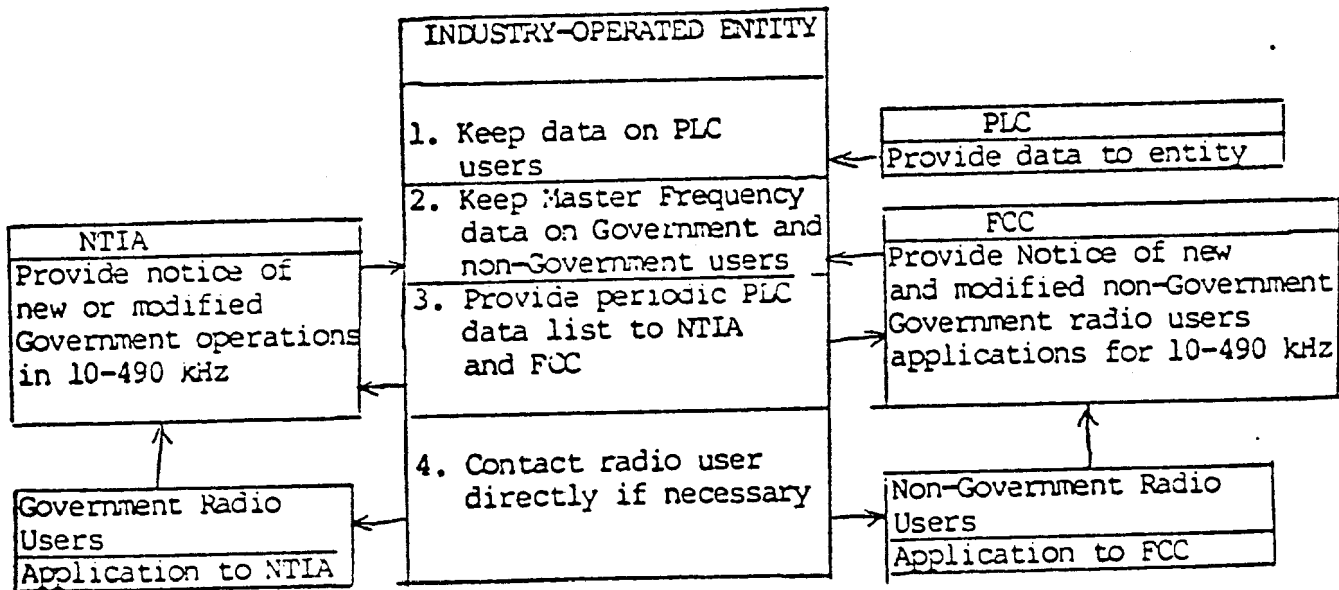 INDUSTRY-OPERATED ENTITY
1. Keep data on PLC
users
2. Keep Master Frequency
data on Government and
non-Government users
3. Provide periodic PLC
data list to NTIA
and FCC
4. Contact radio user
directly if necessary
NTIA
Provide notice of
new or modified
Government operations
in 10-490 kHz
Government Radio
Users
Application to NTIA
PLC
Provide data to entity
FCC
Provide Notice of new
and modified non-Government
Government radio users
applications for 10-490 kHz
Non-Government Radio
Users
Application to FCC